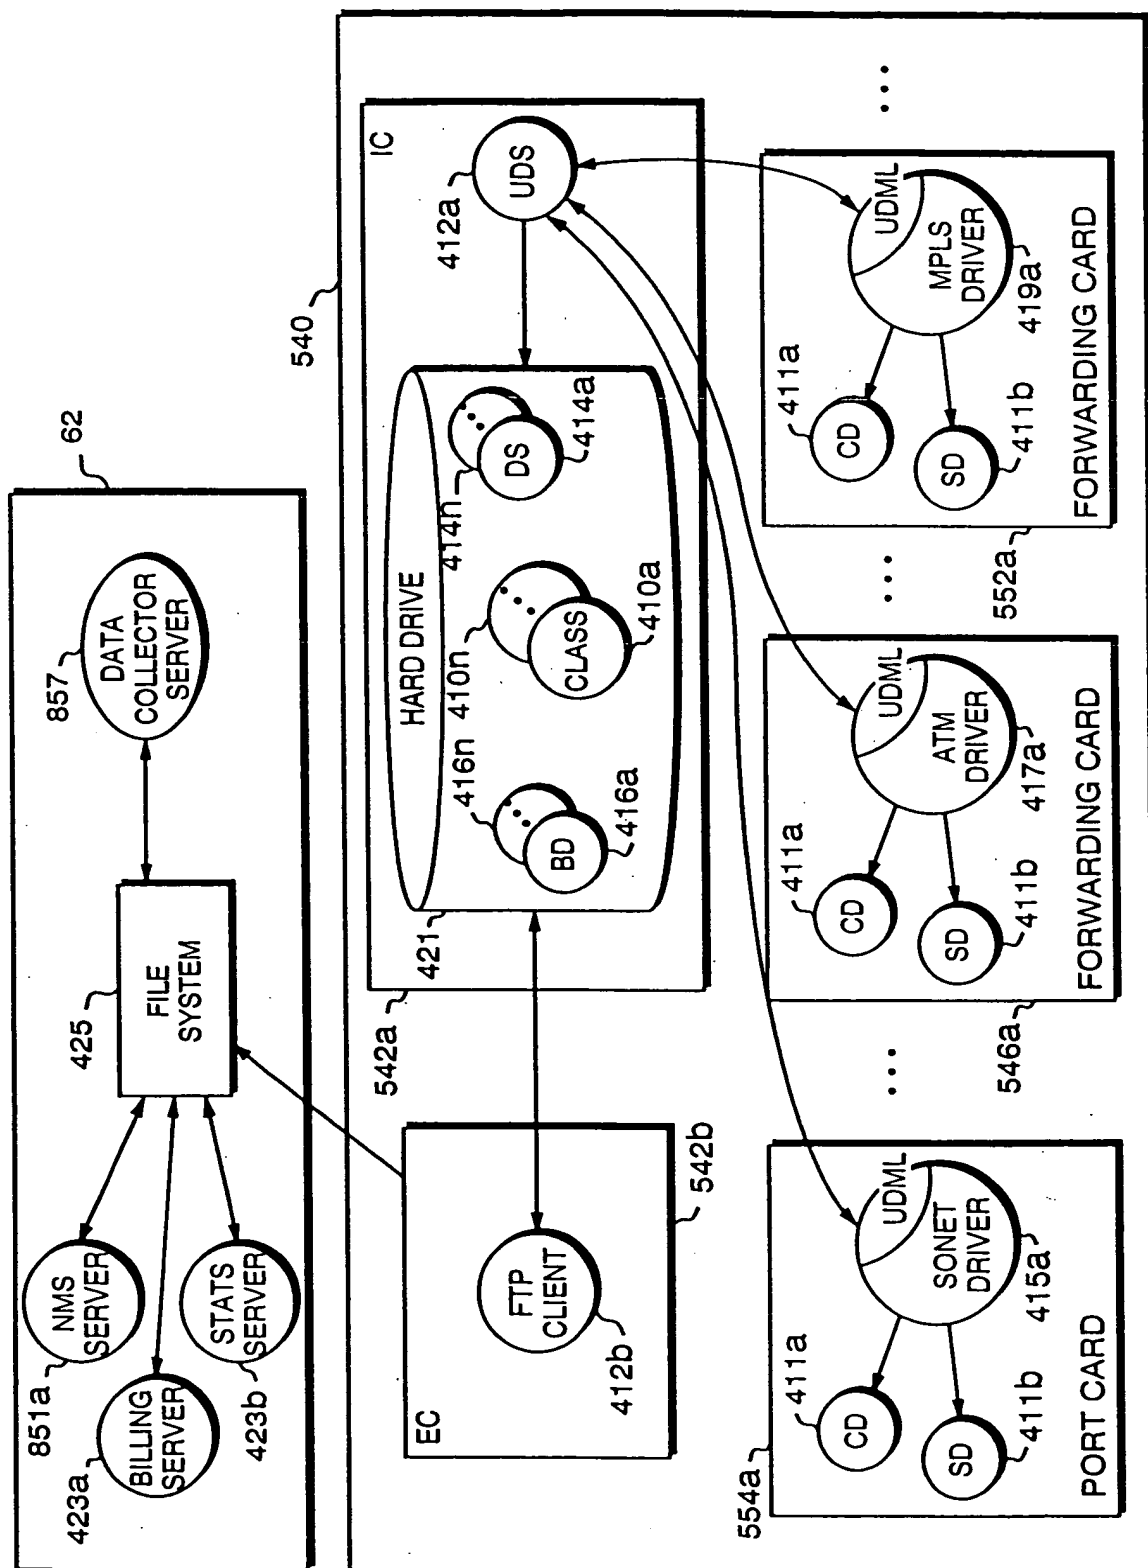 62
857
DATA
COLLECTOR
SERVER
425
FILE
SYSTEM
851a
NMS
SERVER
423a
BILLING
SERVER
STATS
SERVER
423b
540
IC
412a
UDS
HARD DRIVE
421
414n
DS
414a
410n
CLASS
410a
416n
BD
416a
542a
EC
FTP
CLIENT
412b
542b
554a
411a
CD
SD
411b
UDML
SONET
DRIVER
415a
PORT CARD
546a
411a
CD
SD
411b
UDML
ATM
DRIVER
417a
FORWARDING CARD
552a
411a
CD
SD
411b
UDML
MPLS
DRIVER
419a
FORWARDING CARD